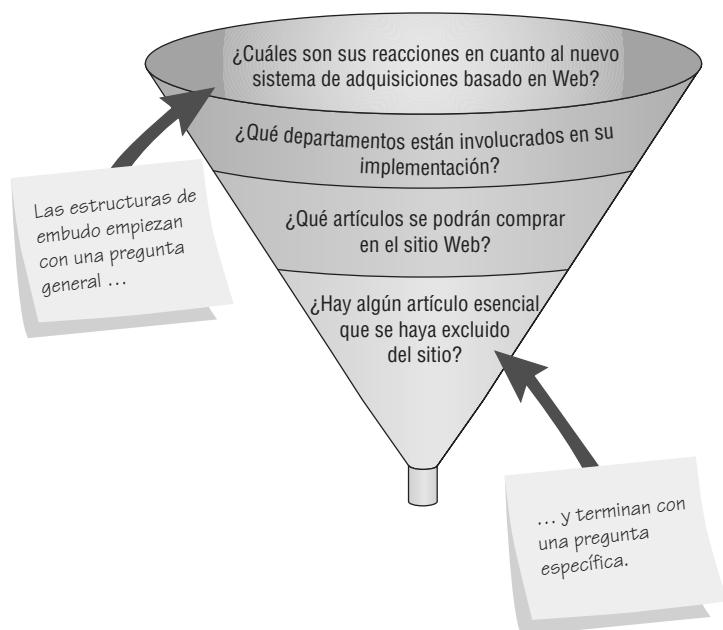 ¿Cuáles son sus reacciones en cuanto al nuevo
sistema de adquisiciones basado en Web?
¿Qué departamentos están involucrados en su
implementación?
Las estructuras de
embudo empiezan
con una pregunta
general …
¿Qué artículos se podrán comprar
en el sitio Web?
¿Hay algún artículo esencial
que se haya excluido
del sitio?
… y terminan con
una pregunta
específica.